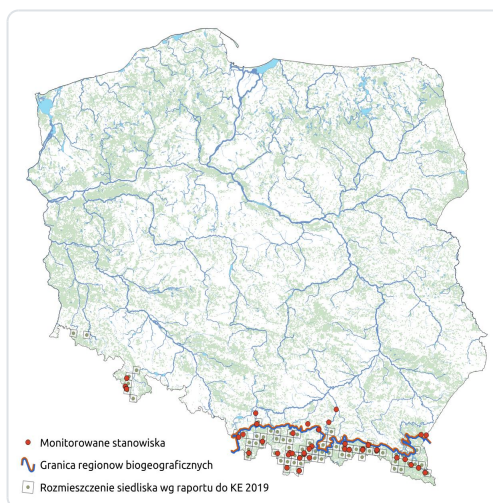 Monitorowane stanowiska
Granica regionow biogeograficznych
Rozmieszczenie siedliska wg raportu do KE 2019